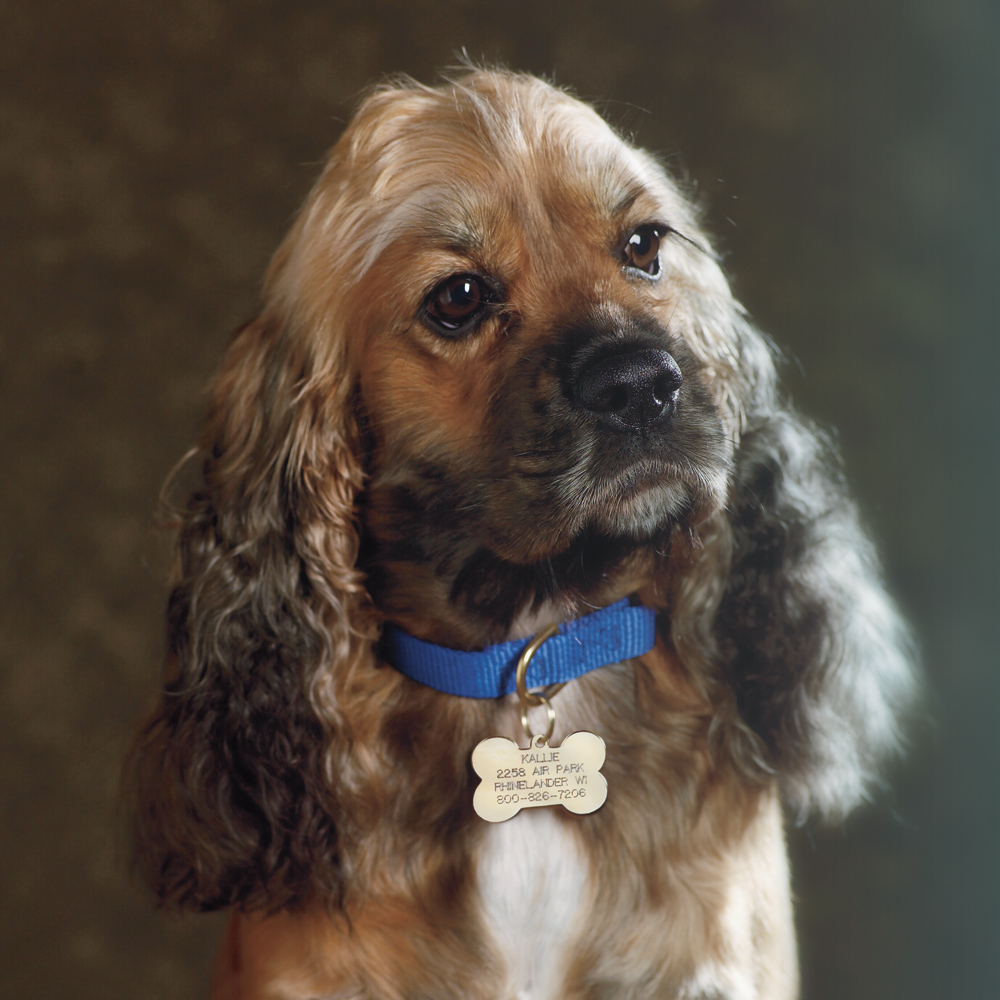 KALLIE
2258 AIR PARK
RHINELANDER WI
800-826-7206